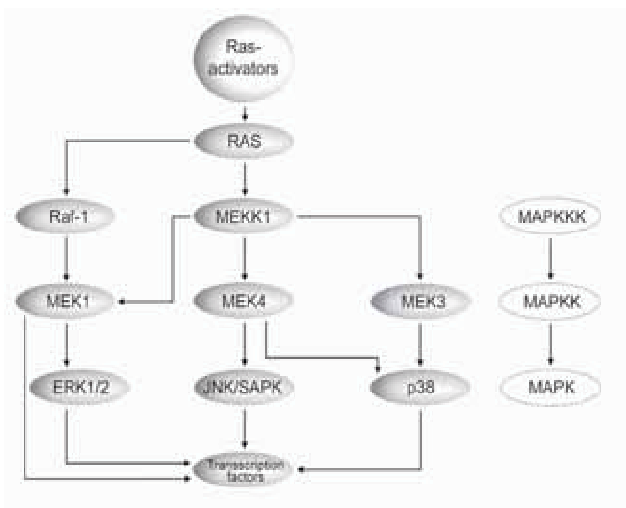 Ras-
activators
RAS
Raf-1
MEKK1
MAPKKK
MEK1
MEK4
MEK3
MAPKK
ERK1/2
JNK/SAPK
p38
MAPK
Transcription
factors